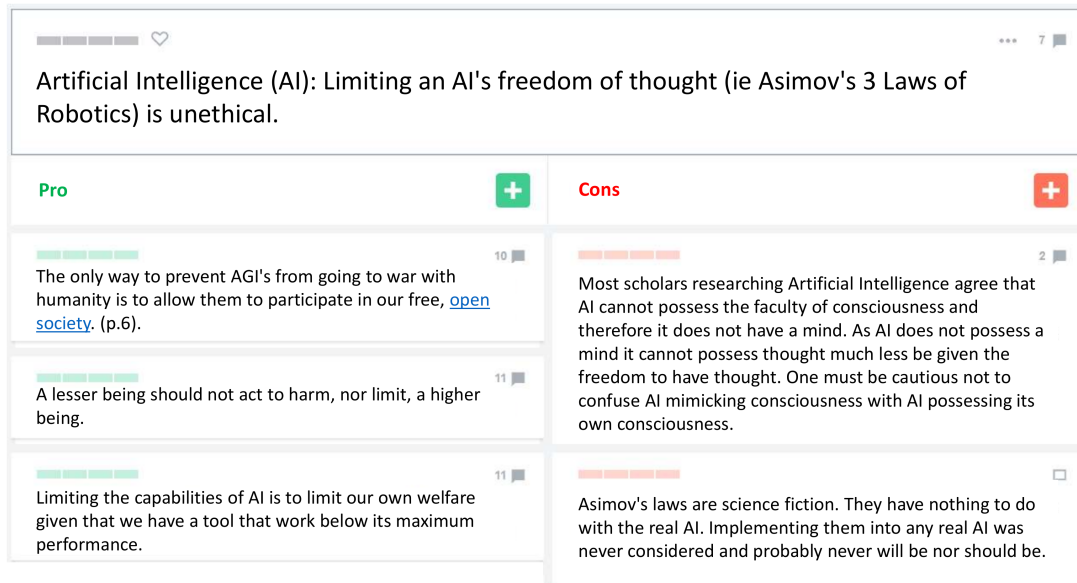 7
Artificial Intelligence (AI): Limiting an AI's freedom of thought (ie Asimov's 3 Laws of
Robotics) is unethical.
Pro
10
The only way to prevent AGI's from going to war with
humanity is to allow them to participate in our free, open
society. (p.6).
11
A lesser being should not act to harm, nor limit, a higher
being.
11
Limiting the capabilities of AI is to limit our own welfare
given that we have a tool that work below its maximum
performance.
Cons
2
Most scholars researching Artificial Intelligence agree that
AI cannot possess the faculty of consciousness and
therefore it does not have a mind. As AI does not possess a
mind it cannot possess thought much less be given the
freedom to have thought. One must be cautious not to
confuse AI mimicking consciousness with AI possessing its
own consciousness.
Asimov's laws are science fiction. They have nothing to do
with the real AI. Implementing them into any real AI was
never considered and probably never will be nor should be.